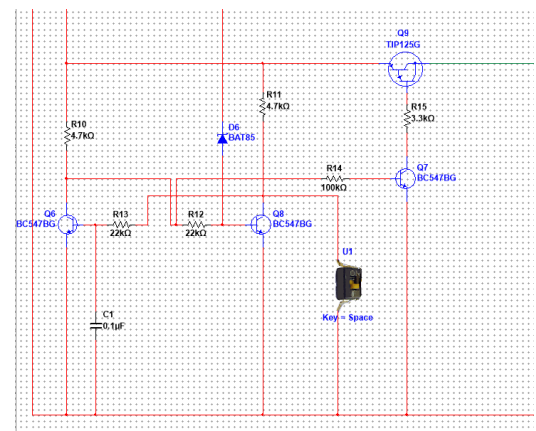 Q9
TIP125G
R11
4.7kΩ
R15
3.3kΩ
R10
4.7kΩ
D6
BAT85
R14
100kΩ
Q7
BC547BG
Q6
BC547BG
R13
22kΩ
R12
22kΩ
Q8
BC547BG
U1
Key = Space
C1
0.1µF